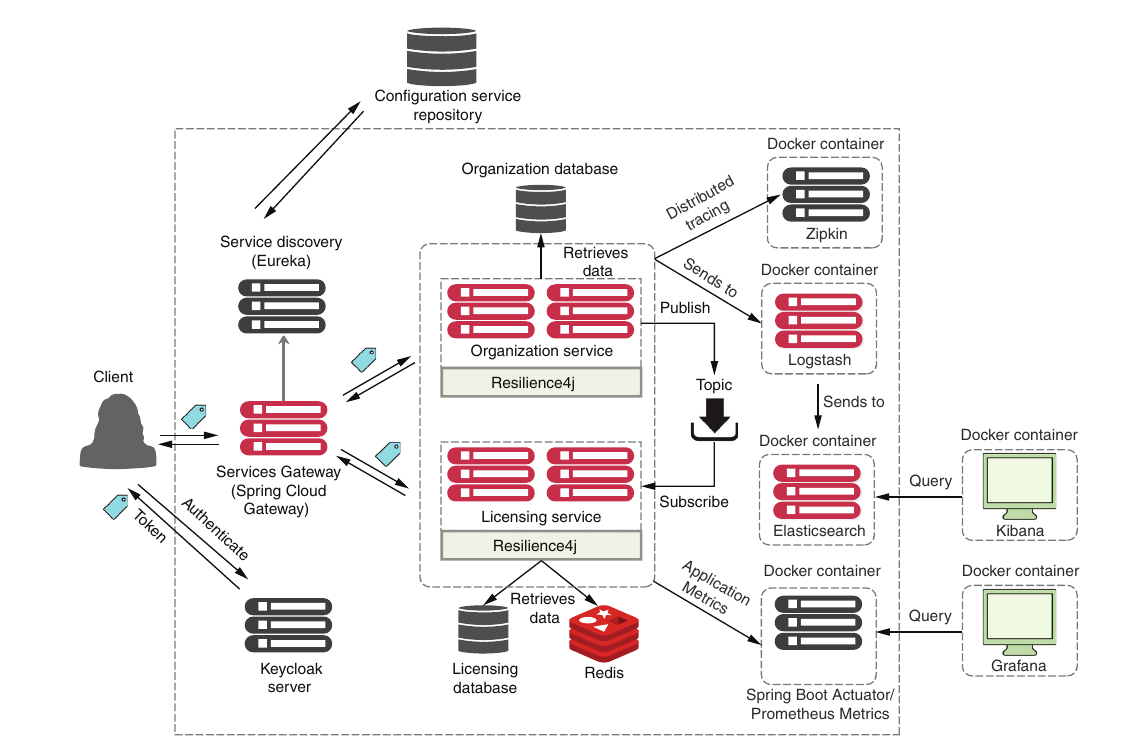 Configuration service
repository
Docker container
Organization database
Distributed
tracing
Zipkin
Service discovery
(Eureka)
Retrieves
data
Sends to
Docker container
Publish
Organization service
Logstash
Resilience4j
Client
Topic
Sends to
Docker container
Docker container
Services Gateway
(Spring Cloud
Gateway)
Licensing service
Subscribe
Query
Elasticsearch
Kibana
Authenticate
Token
Resilience4j
Application
Metrics
Docker container
Docker container
Retrieves
data
Query
Keycloak
server
Licensing
database
Redis
Grafana
Spring Boot Actuator/
Prometheus Metrics